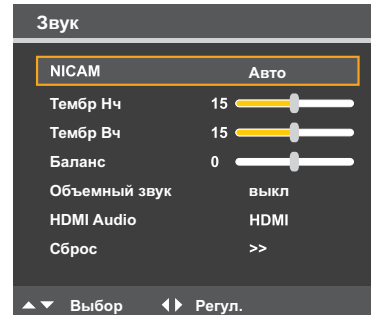 Звук
NICAM Авто
Тембр Нч 15
Тембр Вч 15
Баланс 0
Объемный звук выкл
HDMI Audio HDMI
Сброс >>
Выбор Регул.